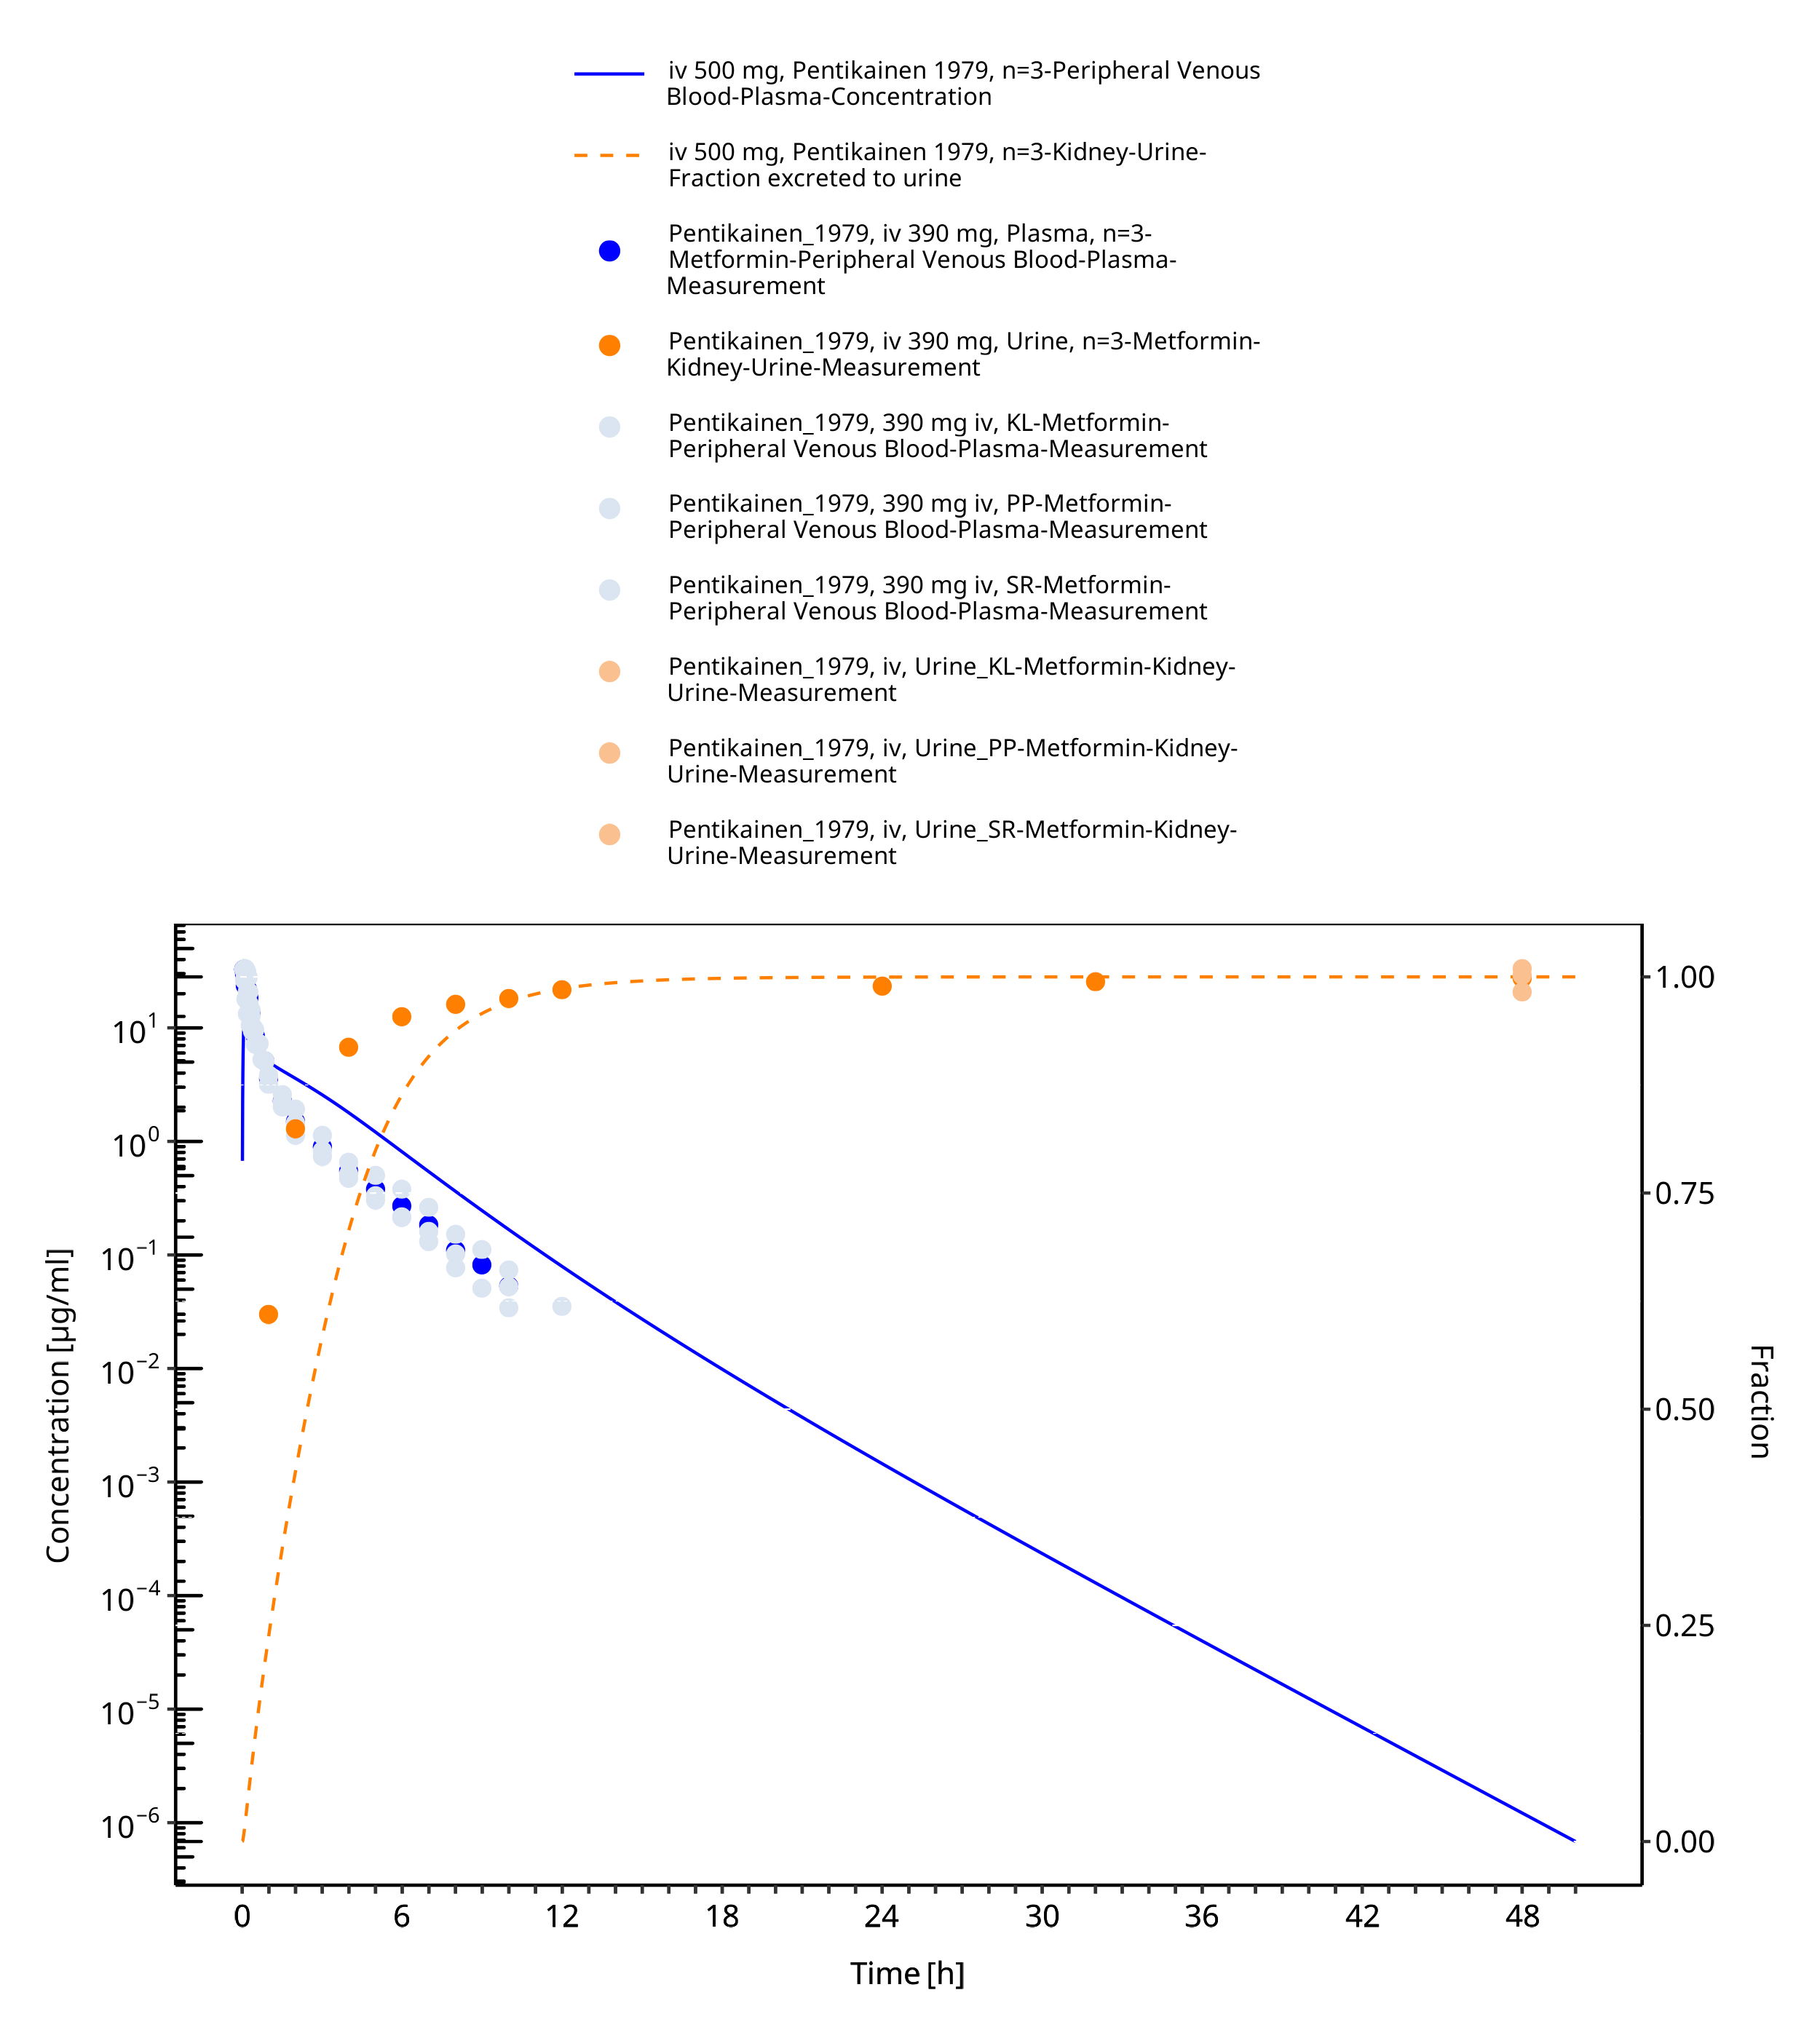 iv 500 mg, Pentikainen 1979, n=3-Peripheral Venous
Blood-Plasma-Concentration
iv 500 mg, Pentikainen 1979, n=3-Kidney-Urine-
Fraction excreted to urine
Pentikainen_1979, iv 390 mg, Plasma, n=3-
Metformin-Peripheral Venous Blood-Plasma-
Measurement
Pentikainen_1979, iv 390 mg, Urine, n=3-Metformin-
Kidney-Urine-Measurement
Pentikainen_1979, 390 mg iv, KL-Metformin-
Peripheral Venous Blood-Plasma-Measurement
Pentikainen_1979, 390 mg iv, PP-Metformin-
Peripheral Venous Blood-Plasma-Measurement
Pentikainen_1979, 390 mg iv, SR-Metformin-
Peripheral Venous Blood-Plasma-Measurement
Pentikainen_1979, iv, Urine_KL-Metformin-Kidney-
Urine-Measurement
Pentikainen_1979, iv, Urine_PP-Metformin-Kidney-
Urine-Measurement
Pentikainen_1979, iv, Urine_SR-Metformin-Kidney-
Urine-Measurement
Concentration [µg/ml]
10¹
10⁰
10⁻¹
10⁻²
10⁻³
10⁻⁴
10⁻⁵
10⁻⁶
1.00
0.75
0.50
0.25
0.00
Fraction
0 6 12 18 24 30 36 42 48
Time [h]